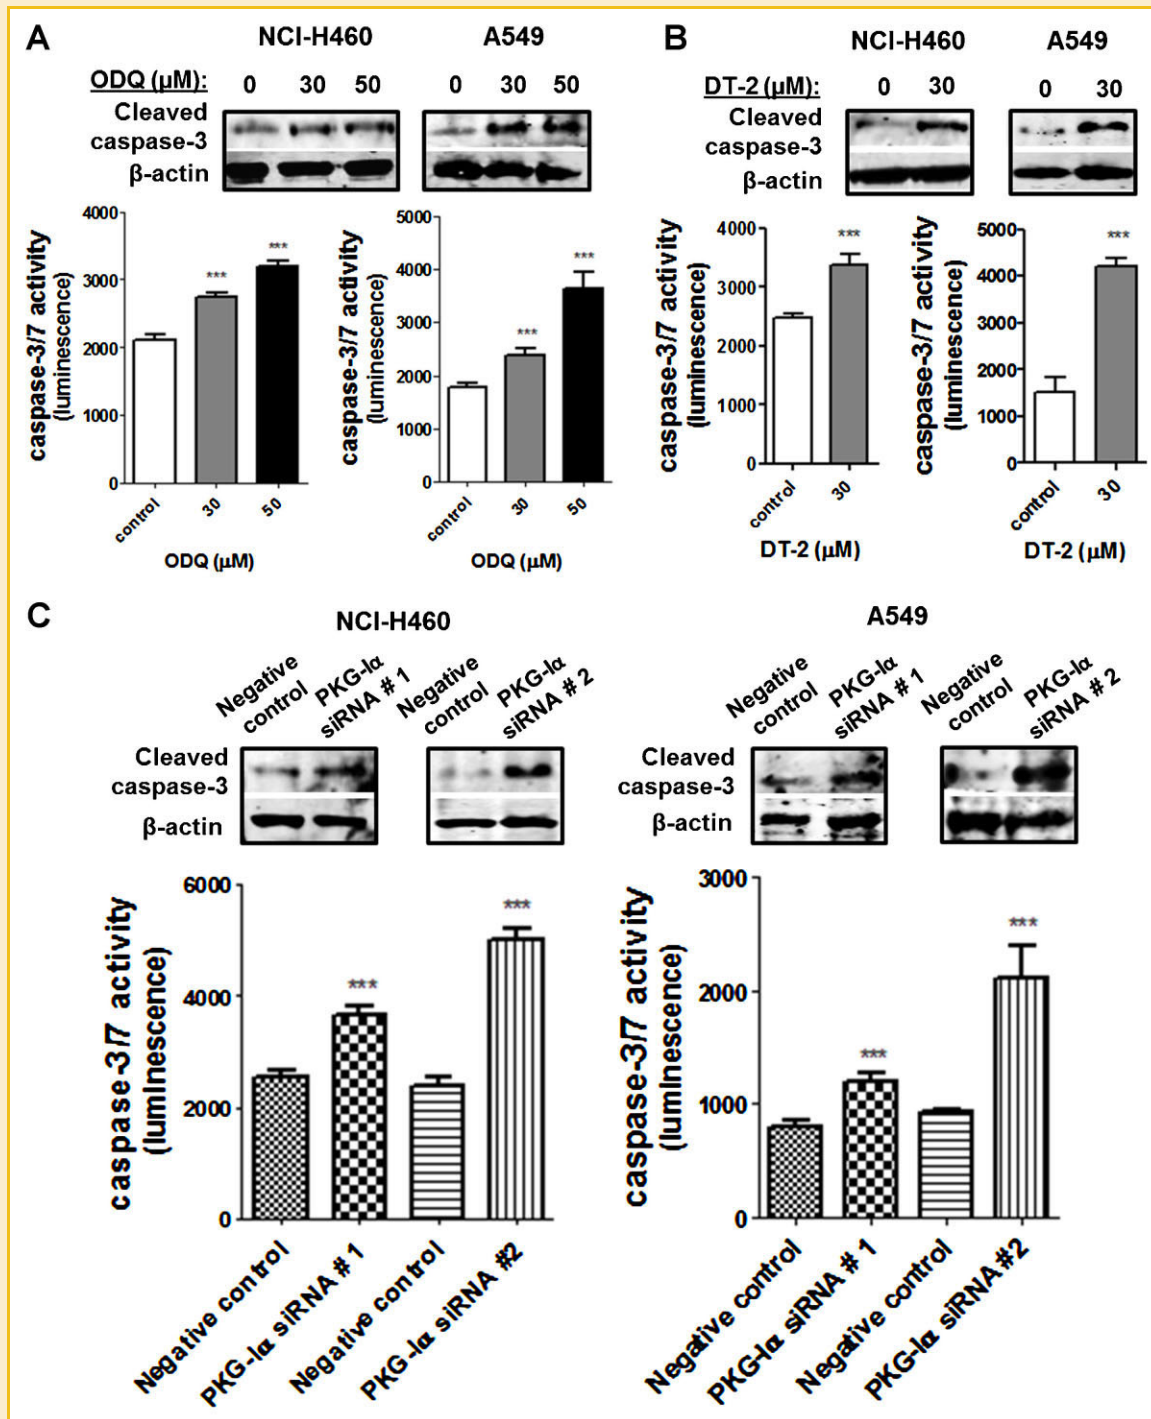 A
NCI-H460 A549
ODQ (µM): 0 30 50 0 30 50
Cleaved
caspase-3
β-actin
caspase-3/7 activity
(luminescence)
4000
3000
2000
1000
0
***
***
control 30 50
ODQ (µM)
caspase-3/7 activity
(luminescence)
5000
4000
3000
2000
1000
0
***
***
control 30 50
ODQ (µM)
B
NCI-H460 A549
DT-2 (µM): 0 30 0 30
Cleaved
caspase-3
β-actin
caspase-3/7 activity
(luminescence)
4000
3000
2000
1000
0
***
control 30
DT-2 (µM)
caspase-3/7 activity
(luminescence)
5000
4000
3000
2000
1000
0
***
control 30
DT-2 (µM)
C
NCI-H460
Negative
control
PKG-Iα
siRNA # 1
Negative
control
PKG-Iα
siRNA # 2
Cleaved
caspase-3
β-actin
caspase-3/7 activity
(luminescence)
6000
4000
2000
0
***
***
Negative control
PKG-Iα siRNA # 1
Negative control
PKG-Iα siRNA #2
A549
Negative
control
PKG-Iα
siRNA # 1
Negative
control
PKG-Iα
siRNA # 2
Cleaved
caspase-3
β-actin
caspase-3/7 activity
(luminescence)
3000
2000
1000
0
***
***
Negative control
PKG-Iα siRNA # 1
Negative control
PKG-Iα siRNA #2